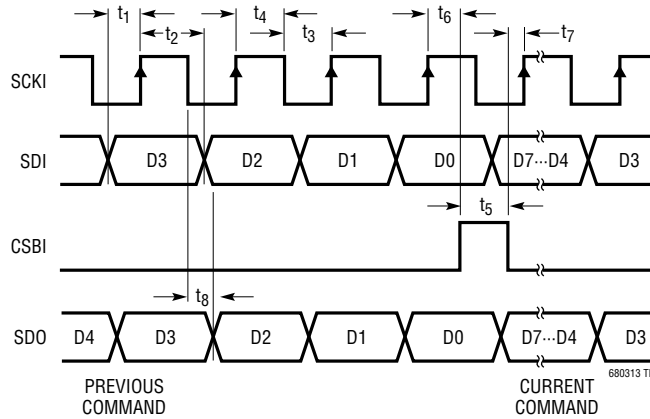 t1 t4 t6
t2 t3 t7
SCKI
SDI D3 D2 D1 D0 D7···D4 D3
t5
CSBI
t8
SDO D4 D3 D2 D1 D0 D7···D4 D3
680313
PREVIOUS COMMAND CURRENT COMMAND